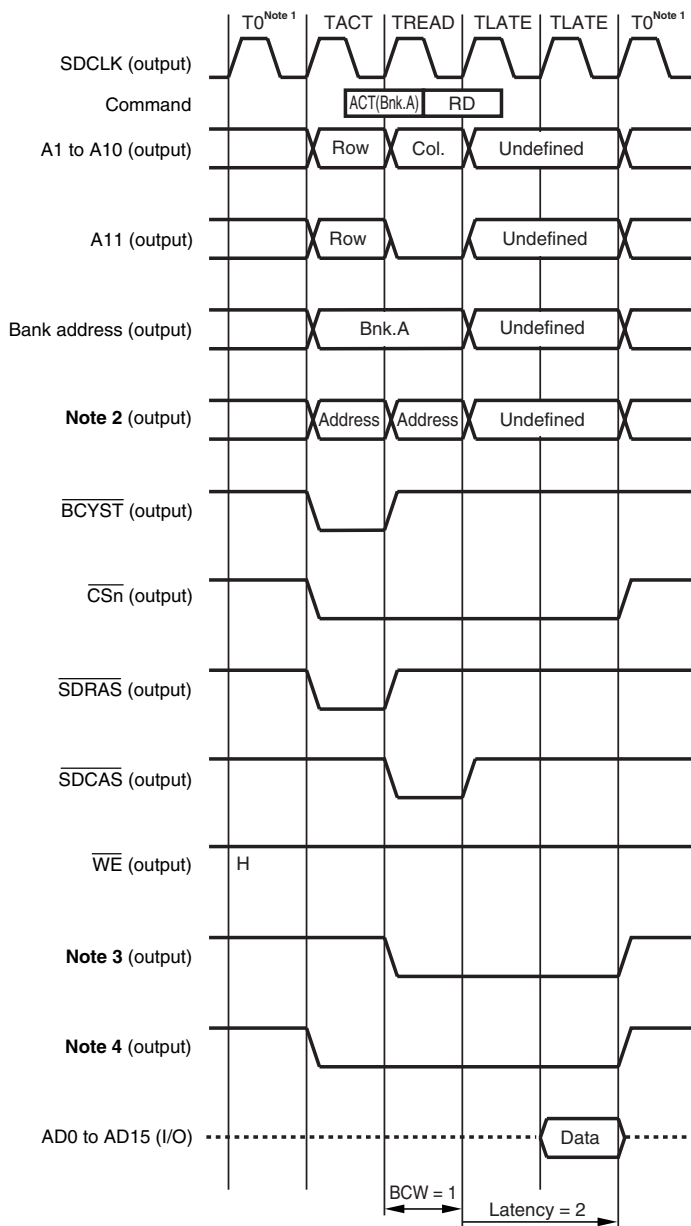 T0Note 1 TACT TREAD TLATE TLATE T0Note 1
SDCLK (output)
Command ACT(Bnk.A) RD
A1 to A10 (output) Row Col. Undefined
A11 (output) Row Undefined
Bank address (output) Bnk.A Undefined
Note 2 (output) Address Address Undefined
BCYST (output)
CSn (output)
SDRAS (output)
SDCAS (output)
WE (output) H
Note 3 (output)
Note 4 (output)
AD0 to AD15 (I/O) Data
BCW = 1
Latency = 2